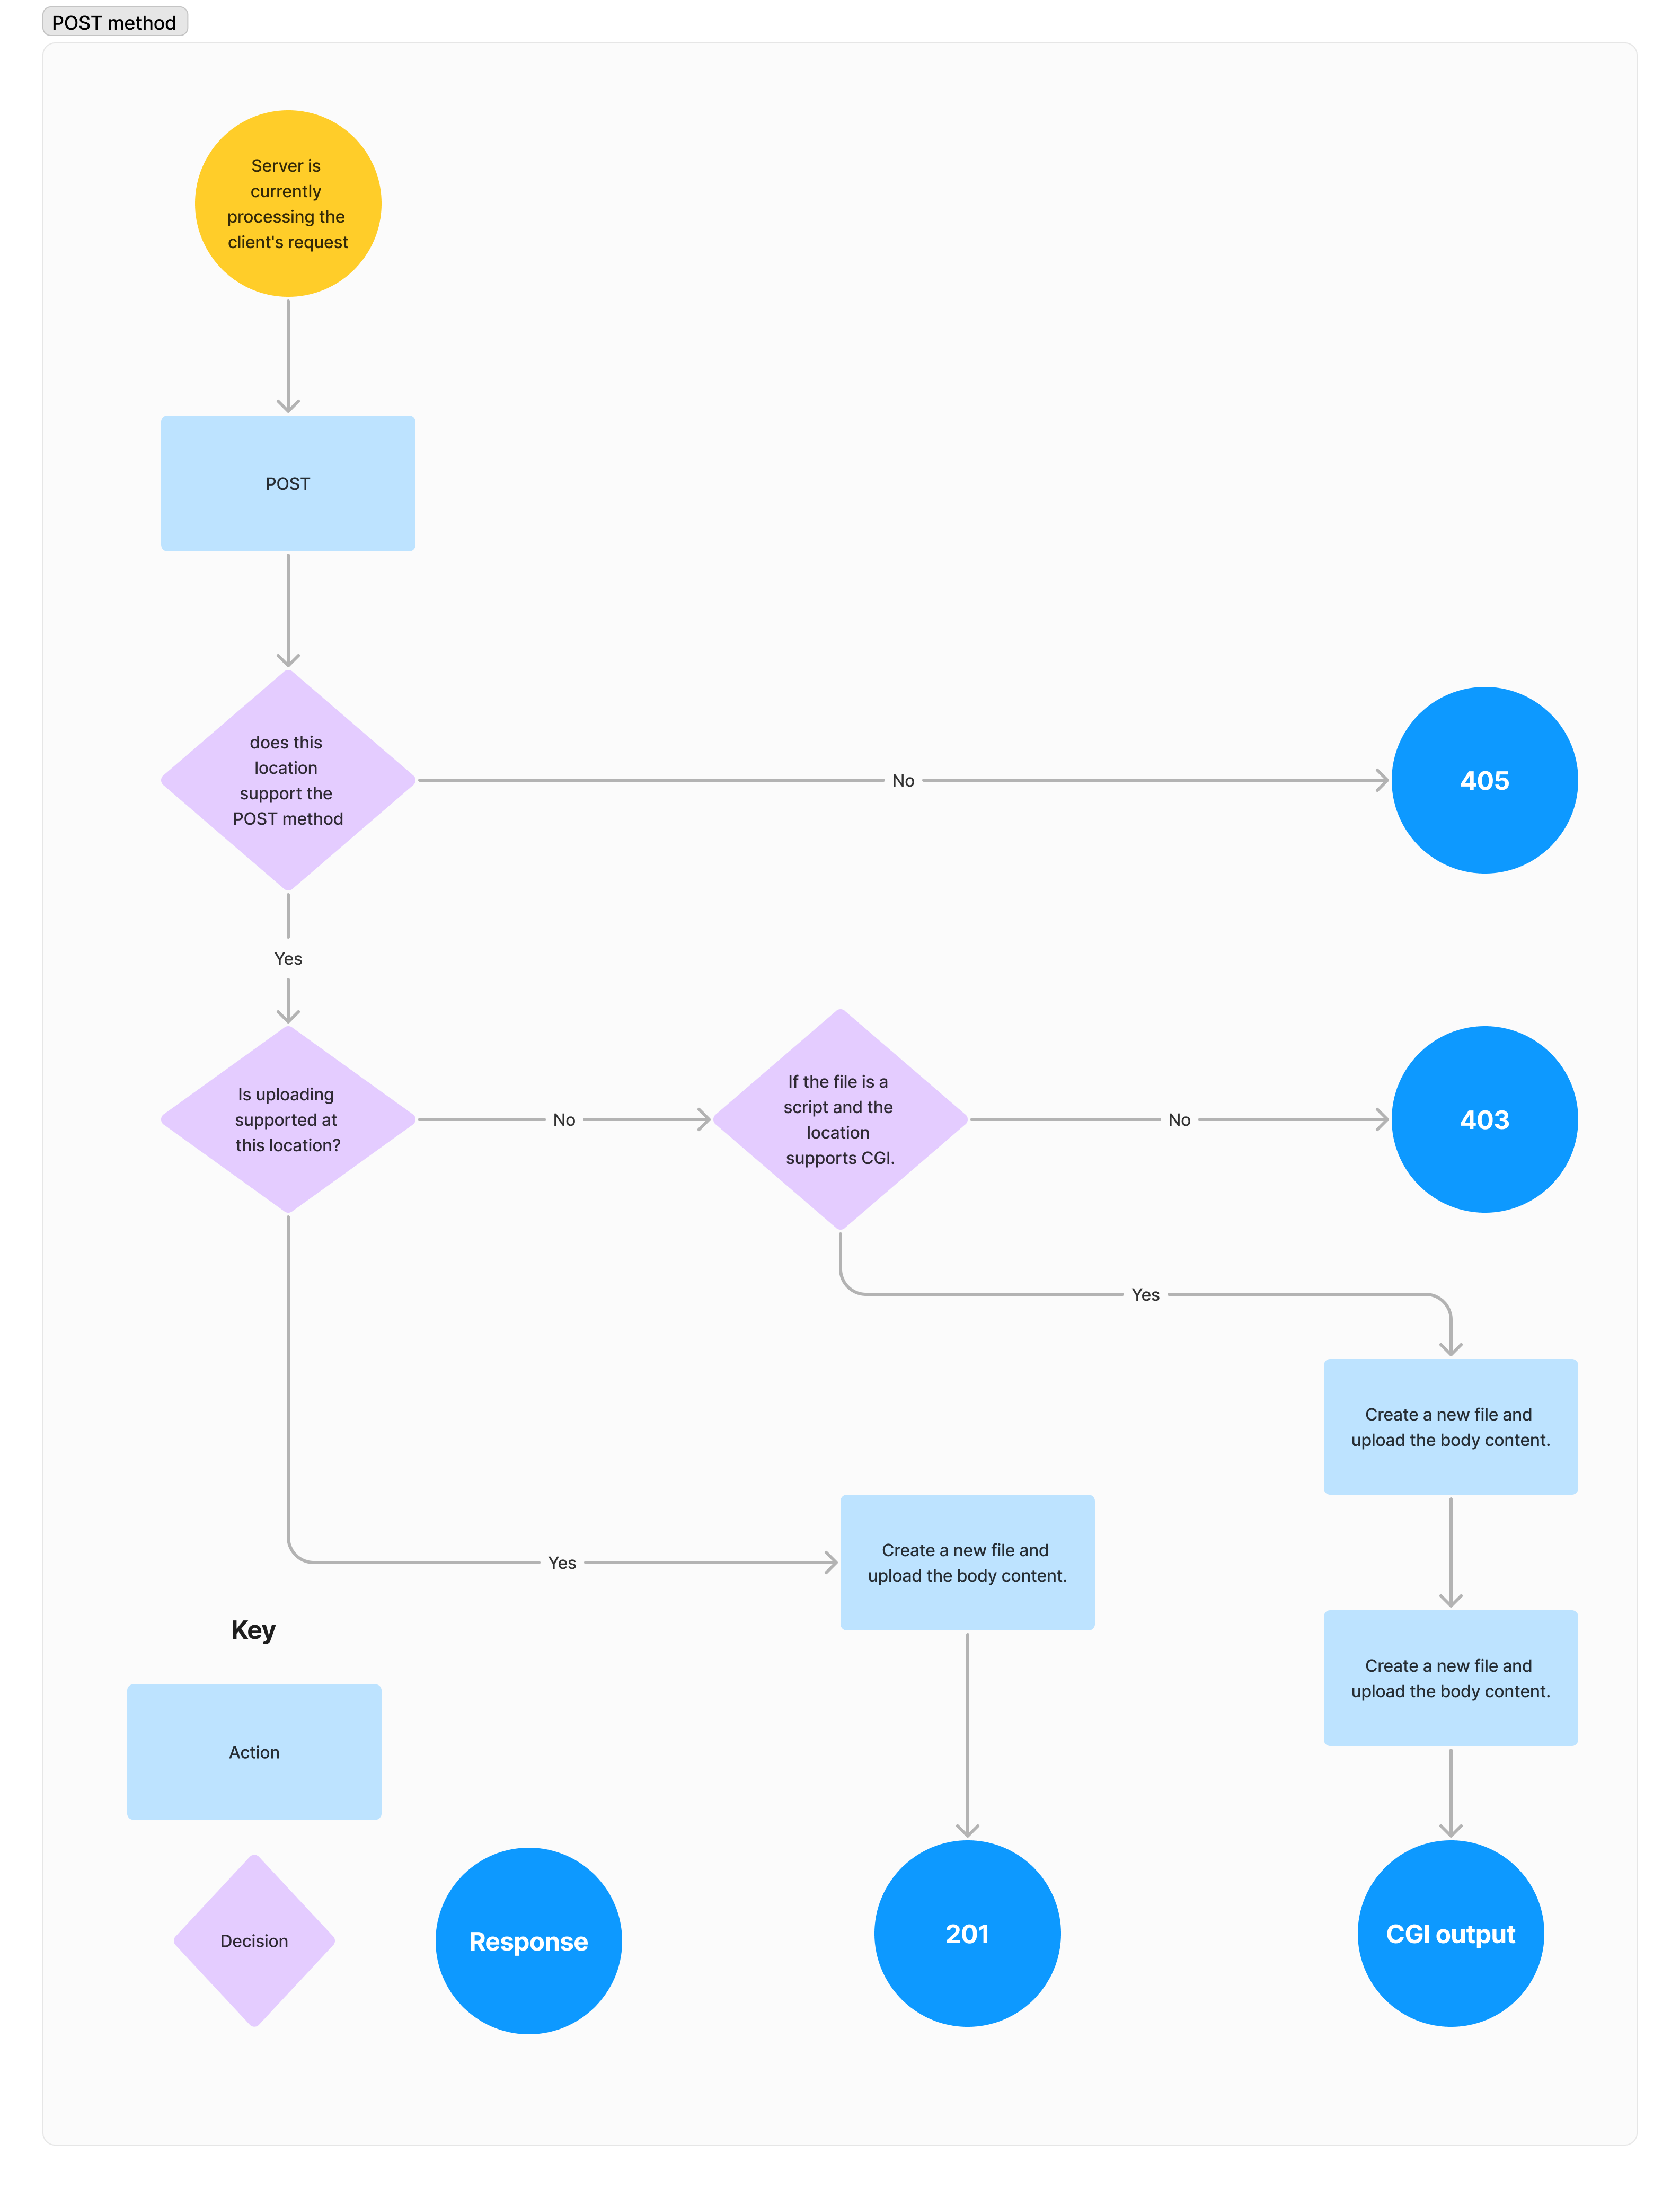 POST method
Server is
currently
processing the
client's request
POST
does this
location
support the
POST method
No
405
Yes
Is uploading
supported at
this location?
No
If the file is a
script and the
location
supports CGI.
No
403
Yes
Create a new file and
upload the body content.
Yes
Create a new file and
upload the body content.
Create a new file and
upload the body content.
Key
Action
Decision
Response
201
CGI output